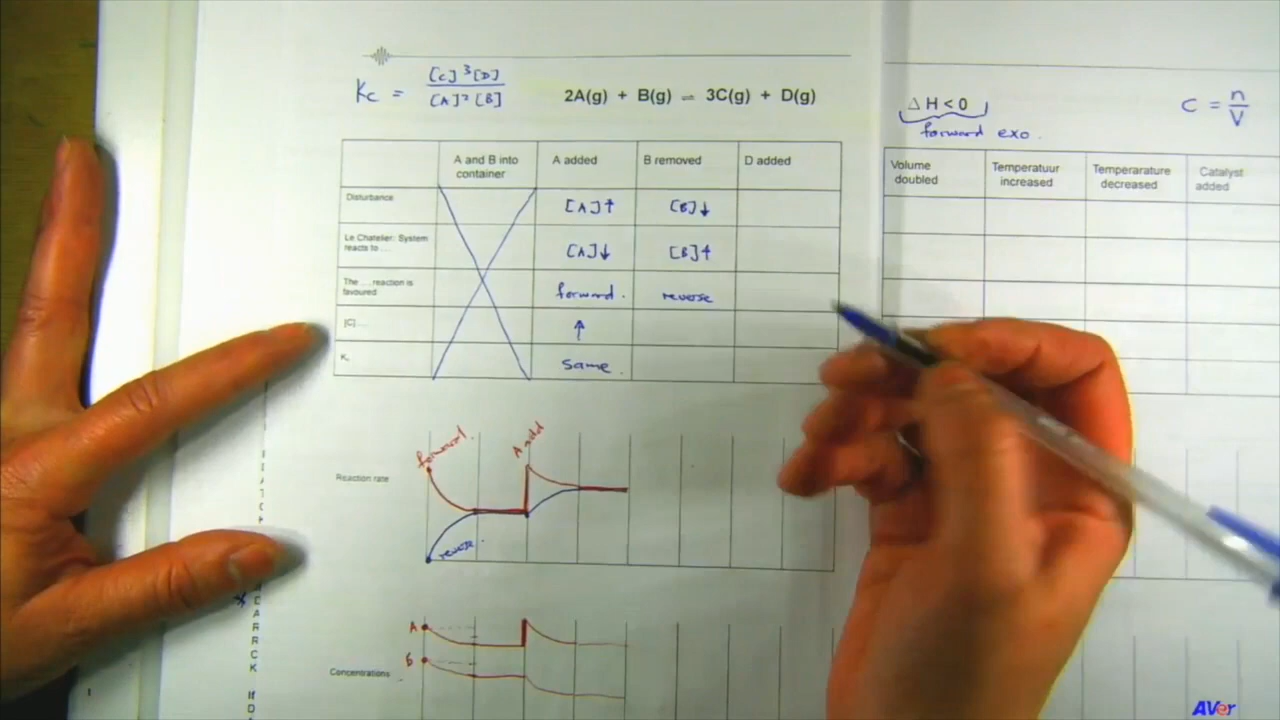 Kc = [C]³[D]
[A]² [B]
2A(g) + B(g) ⇌ 3C(g) + D(g)
ΔH<0
forward exo.
C = n
V
A and B into container
A added
B removed
D added
Disturbance
[A]↑
[B]↓
Le Chatelier: System
reacts to ...
[A]↓
[B]↑
The .... reaction is
favoured
forward.
reverse
[C] ...
↑
Kc
same.
Volume
doubled
Temperatuur
increased
Temperarature
decreased
Catalyst
added
Reaction rate
forward.
A add
reverse.
Concentrations
A
B
AVer